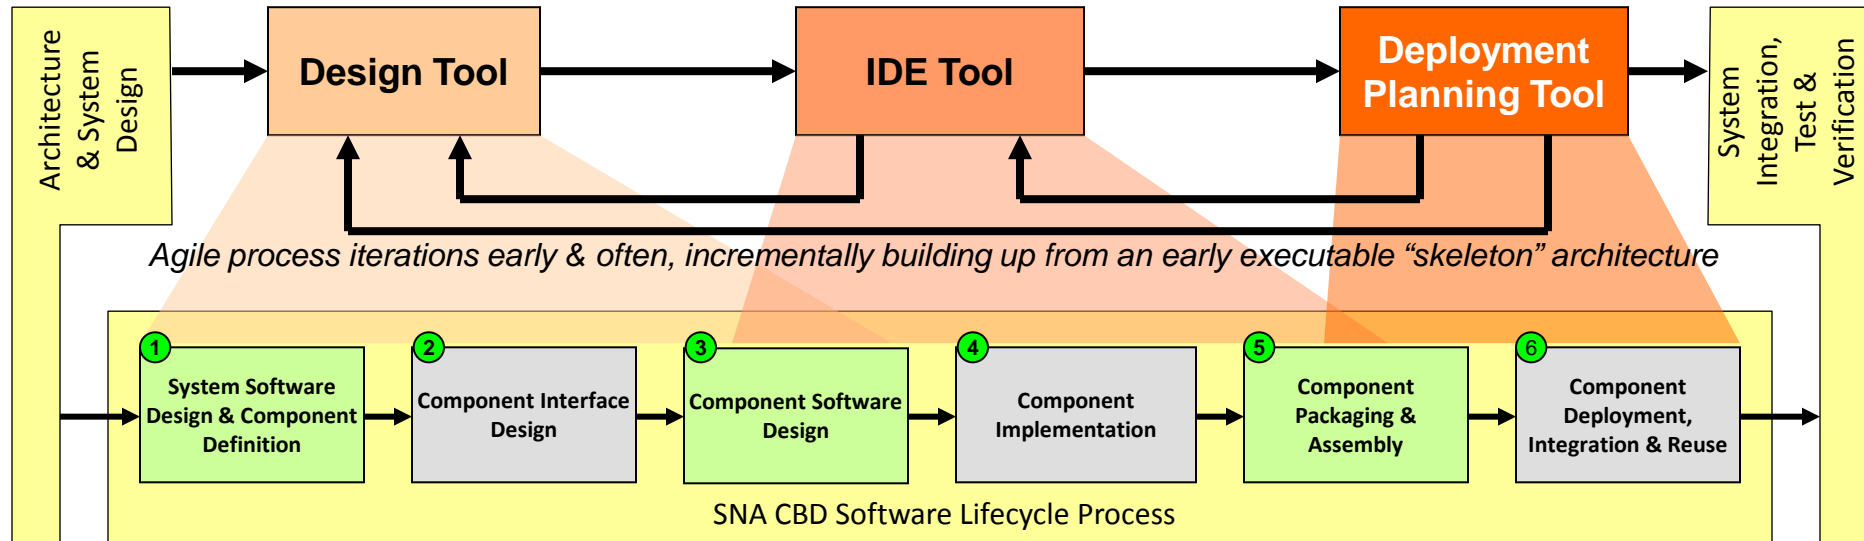 Architecture
& System
Design
Design Tool
IDE Tool
Deployment
Planning Tool
System
Integration,
Test &
Verification
Agile process iterations early & often, incrementally building up from an early executable “skeleton” architecture
1
System Software
Design & Component
Definition
2
Component Interface
Design
3
Component Software
Design
4
Component
Implementation
5
Component
Packaging &
Assembly
6
Component
Deployment,
Integration & Reuse
SNA CBD Software Lifecycle Process